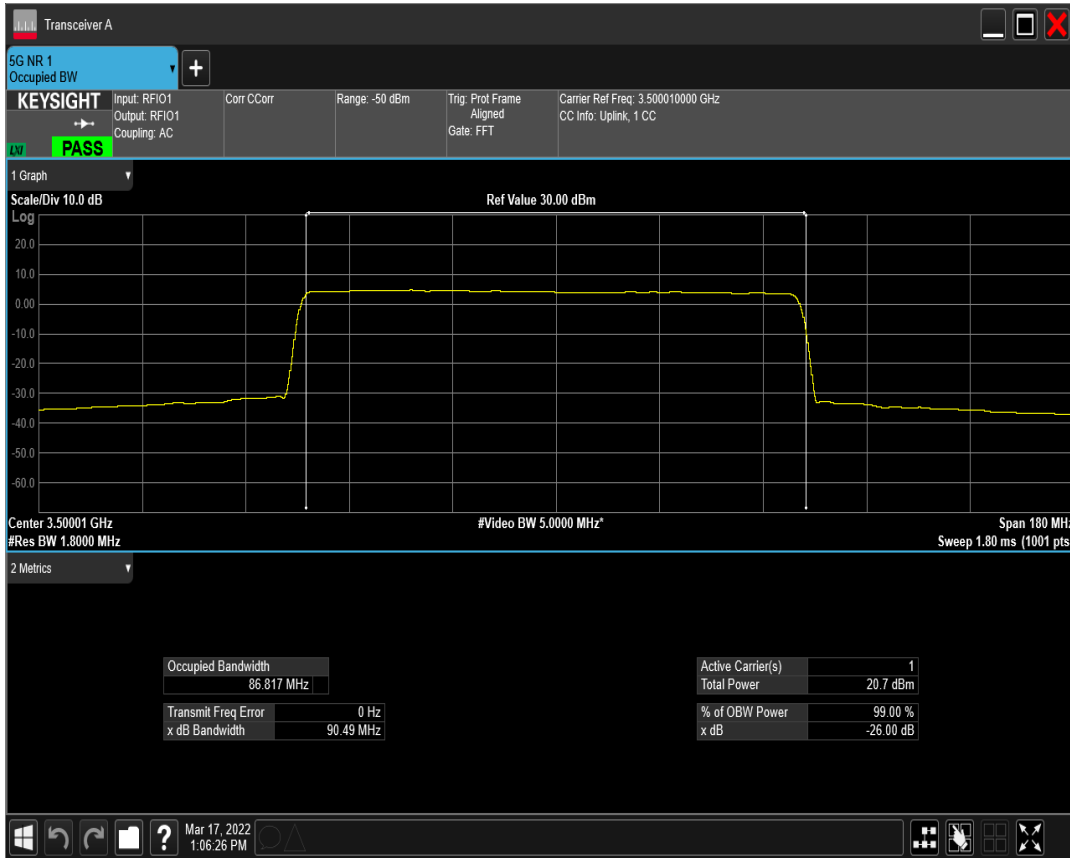 Transceiver A
5G NR 1
Occupied BW
KEYSIGHT
LXI
PASS
Input: RFIO1
Output: RFIO1
Coupling: AC
Corr CCorr
Range: -50 dBm
Trig: Prot Frame
Aligned
Gate: FFT
Carrier Ref Freq: 3.500010000 GHz
CC Info: Uplink, 1 CC
1 Graph
Scale/Div 10.0 dB
Ref Value 30.00 dBm
Log
20.0
10.0
0.00
-10.0
-20.0
-30.0
-40.0
-50.0
-60.0
Center 3.50001 GHz
#Video BW 5.0000 MHz*
Span 180 MHz
#Res BW 1.8000 MHz
Sweep 1.80 ms (1001 pts
2 Metrics
Occupied Bandwidth
86.817 MHz
Transmit Freq Error 0 Hz
x dB Bandwidth 90.49 MHz
Active Carrier(s) 1
Total Power 20.7 dBm
% of OBW Power 99.00 %
x dB -26.00 dB
?
Mar 17, 2022
1:06:26 PM